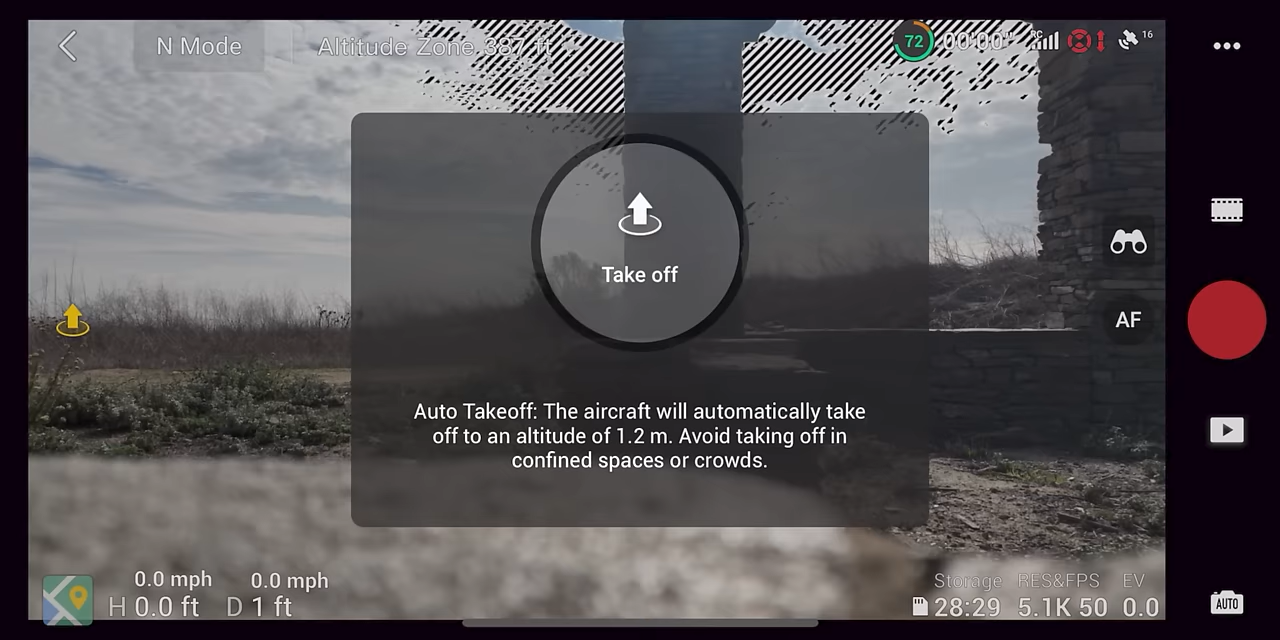 N Mode
Altitude Zone 387 ft
72
00'00"
RC
16
Take off
AF
Auto Takeoff: The aircraft will automatically take
off to an altitude of 1.2 m. Avoid taking off in
confined spaces or crowds.
0.0 mph 0.0 mph
H 0.0 ft D 1 ft
Storage RES&FPS EV
28:29 5.1K 50 0.0
AUTO